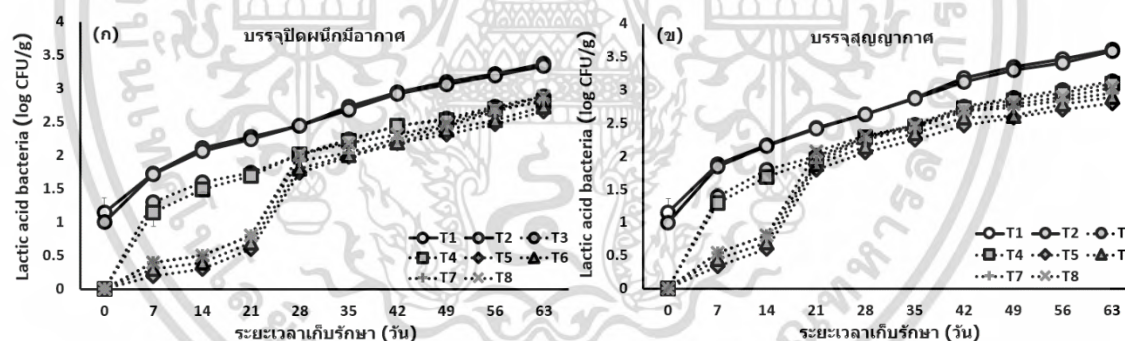 (ก) บรรจุปิดผนึกมีอากาศ
Lactic acid bacteria (log CFU/g)
4
3.5
3
2.5
2
1.5
1
0.5
0
T1 T2 T3
T4 T5 T6
T7 T8
0 7 14 21 28 35 42 49 56 63
ระยะเวลาเก็บรักษา (วัน)
(ข) บรรจุสุญญากาศ
Lactic acid bacteria (log CFU/g)
4
3.5
3
2.5
2
1.5
1
0.5
0
T1 T2 T
T4 T5 T
T7 T8
0 7 14 21 28 35 42 49 56 63
ระยะเวลาเก็บรักษา (วัน)